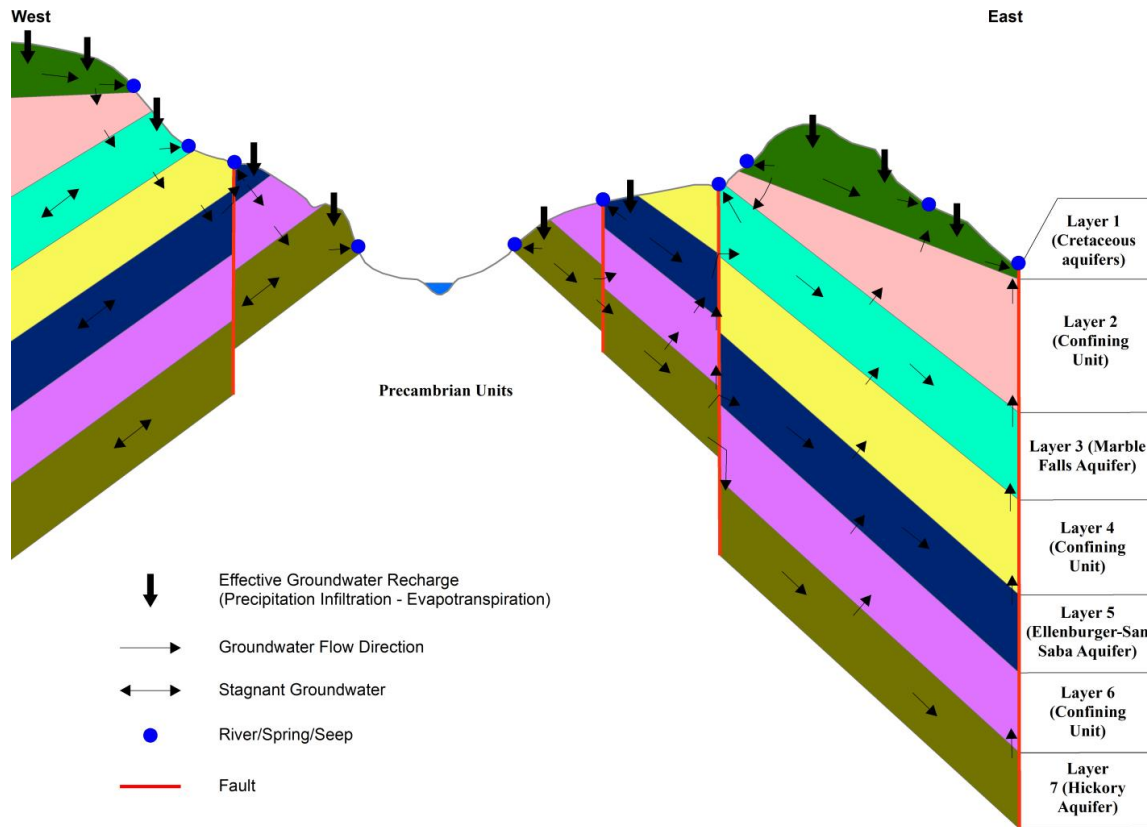 West
East
Layer 1
(Cretaceous
aquifers)
Layer 2
(Confining
Unit)
Precambrian Units
Layer 3 (Marble
Falls Aquifer)
Layer 4
(Confining
Unit)
Layer 5
(Ellenburger-San
Saba Aquifer)
Layer 6
(Confining
Unit)
Layer
7 (Hickory
Aquifer)
Effective Groundwater Recharge
(Precipitation Infiltration - Evapotranspiration)
Groundwater Flow Direction
Stagnant Groundwater
River/Spring/Seep
Fault